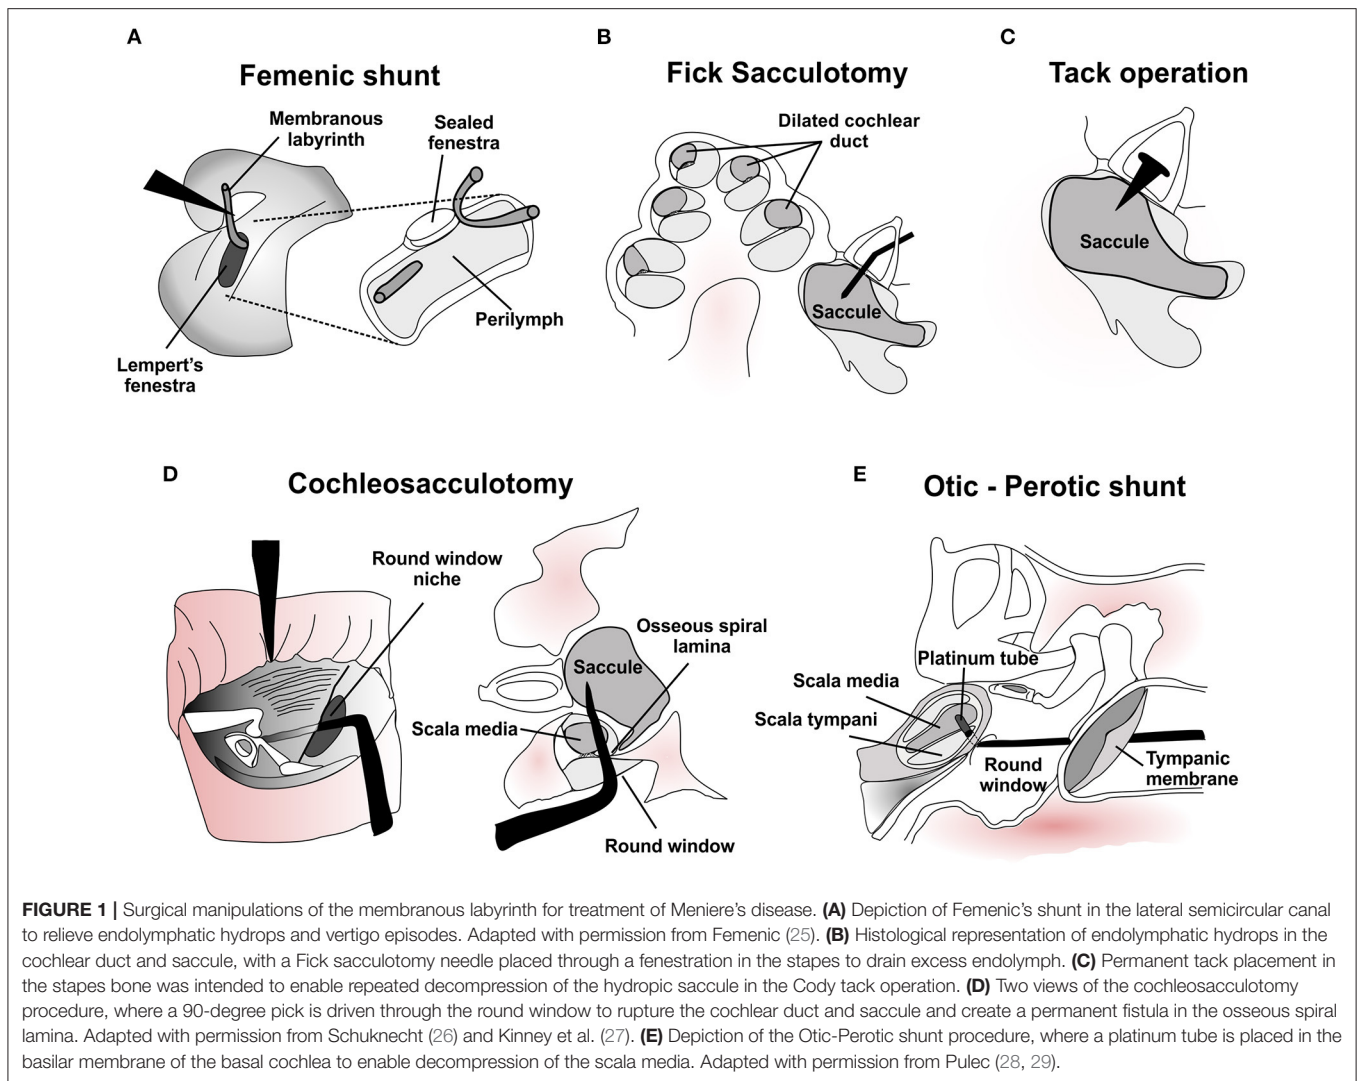 A
Femenic shunt
Membranous
labyrinth
Sealed
fenestra
Perilymph
Lempert's
fenestra
B
Fick Sacculotomy
Dilated cochlear
duct
Saccule
C
Tack operation
Saccule
D
Cochleosacculotomy
Round window
niche
Osseous spiral
lamina
Saccule
Scala media
Round window
E
Otic - Perotic shunt
Platinum tube
Scala media
Scala tympani
Round
window
Tympanic
membrane
FIGURE 1 | Surgical manipulations of the membranous labyrinth for treatment of Meniere's disease. (A) Depiction of Femenic's shunt in the lateral semicircular canal
to relieve endolymphatic hydrops and vertigo episodes. Adapted with permission from Femenic (25). (B) Histological representation of endolymphatic hydrops in the
cochlear duct and saccule, with a Fick sacculotomy needle placed through a fenestration in the stapes to drain excess endolymph. (C) Permanent tack placement in
the stapes bone was intended to enable repeated decompression of the hydropic saccule in the Cody tack operation. (D) Two views of the cochleosacculotomy
procedure, where a 90-degree pick is driven through the round window to rupture the cochlear duct and saccule and create a permanent fistula in the osseous spiral
lamina. Adapted with permission from Schuknecht (26) and Kinney et al. (27). (E) Depiction of the Otic-Perotic shunt procedure, where a platinum tube is placed in the
basilar membrane of the basal cochlea to enable decompression of the scala media. Adapted with permission from Pulec (28, 29).